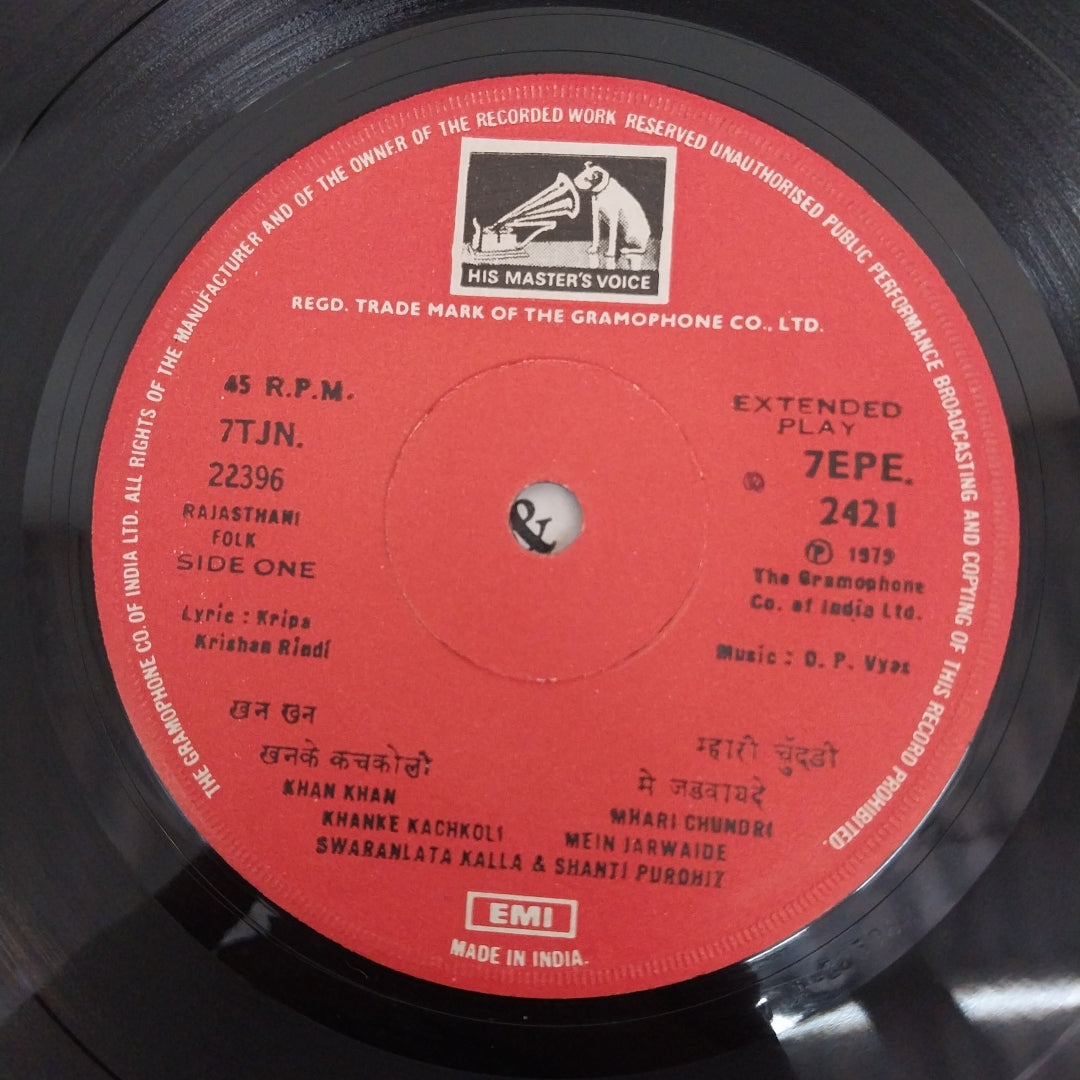 THE GRAMOPHONE CO. OF INDIA LTD. ALL RIGHTS OF THE MANUFACTURER AND OF THE OWNER OF THE RECORDED WORK RESERVED UNAUTHORISED PUBLIC PERFORMANCE BROADCASTING AND COPYING OF THIS RECORD PROHIBITED.
HIS MASTER'S VOICE
REGD. TRADE MARK OF THE GRAMOPHONE CO., LTD.
45 R.P.M.
7TJN.
22396
RAJASTHANI
FOLK
SIDE ONE
Lyric : Kripa
Krishan Rindi
EXTENDED
PLAY
7EPE.
2421
Ⓟ 1979
The Gramophone
Co. of India Ltd.
Music : O. P. Vyas
&
खन खन
खनके कचकोली
KHAN KHAN
KHANKE KACHKOLI
म्हारी चुँदडी
मे जडवायदे
MHARI CHUNDRI
MEIN JARWAIDE
SWARANLATA KALLA & SHANTI PUROHIT
EMI
MADE IN INDIA.